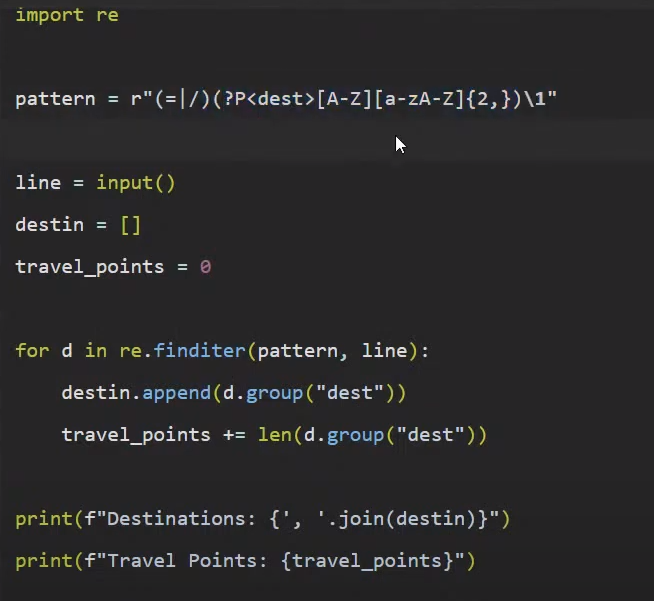 import re
pattern = r"(=|/)(?P<dest>[A-Z][a-zA-Z]{2,})\1"
line = input()
destin = []
travel_points = 0
for d in re.finditer(pattern, line):
    destin.append(d.group("dest"))
    travel_points += len(d.group("dest"))
print(f"Destinations: {', '.join(destin)}")
print(f"Travel Points: {travel_points}")